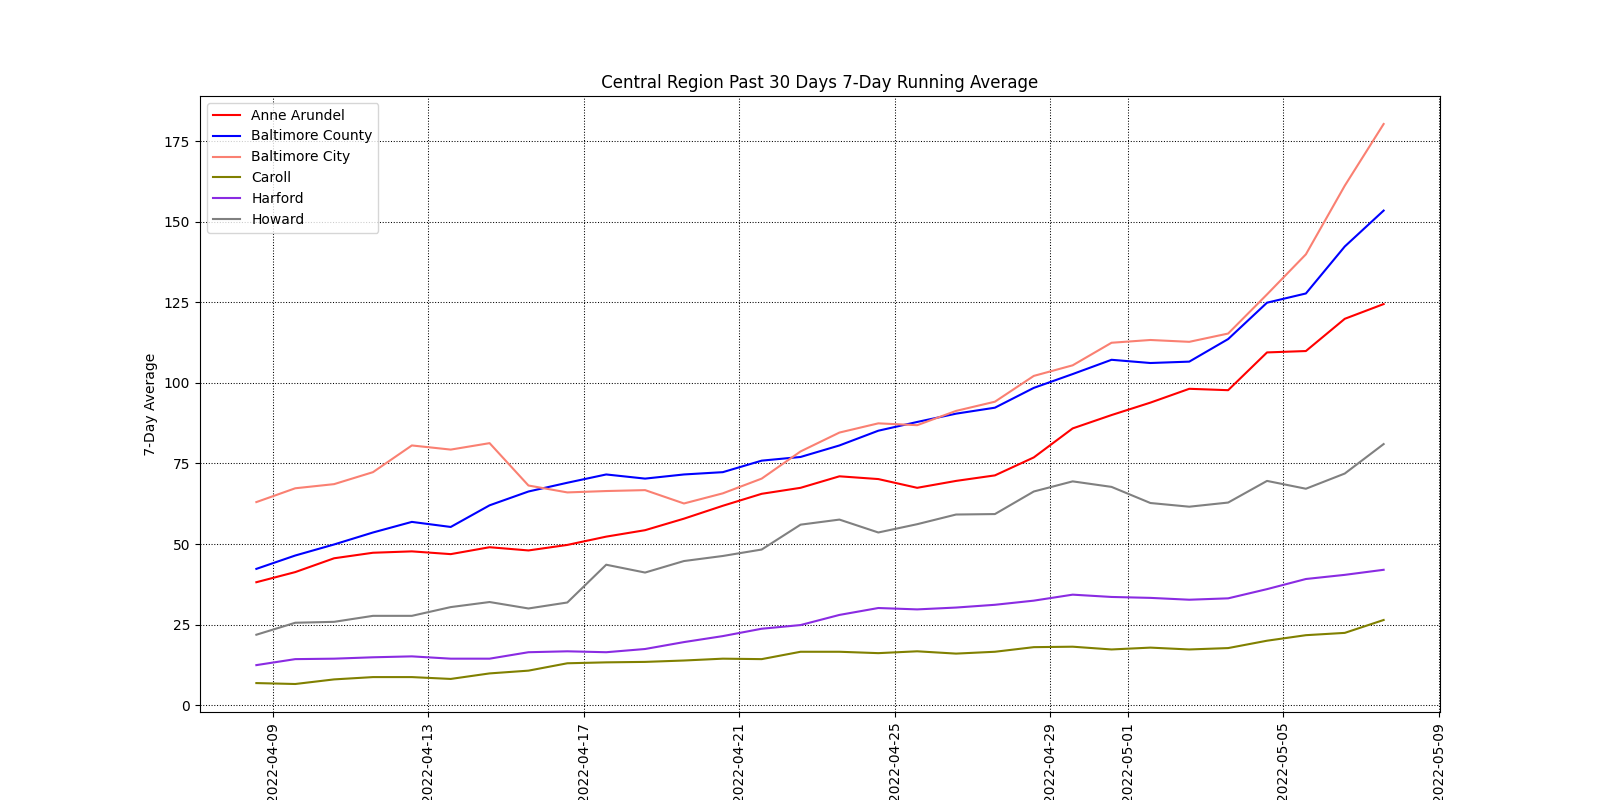 Central Region Past 30 Days 7-Day Running Average
Anne Arundel
Baltimore County
Baltimore City
Caroll
Harford
Howard
7-Day Average
175
150
125
100
75
50
25
0
2022-04-09
2022-04-13
2022-04-17
2022-04-21
2022-04-25
2022-04-29
2022-05-01
2022-05-05
2022-05-09